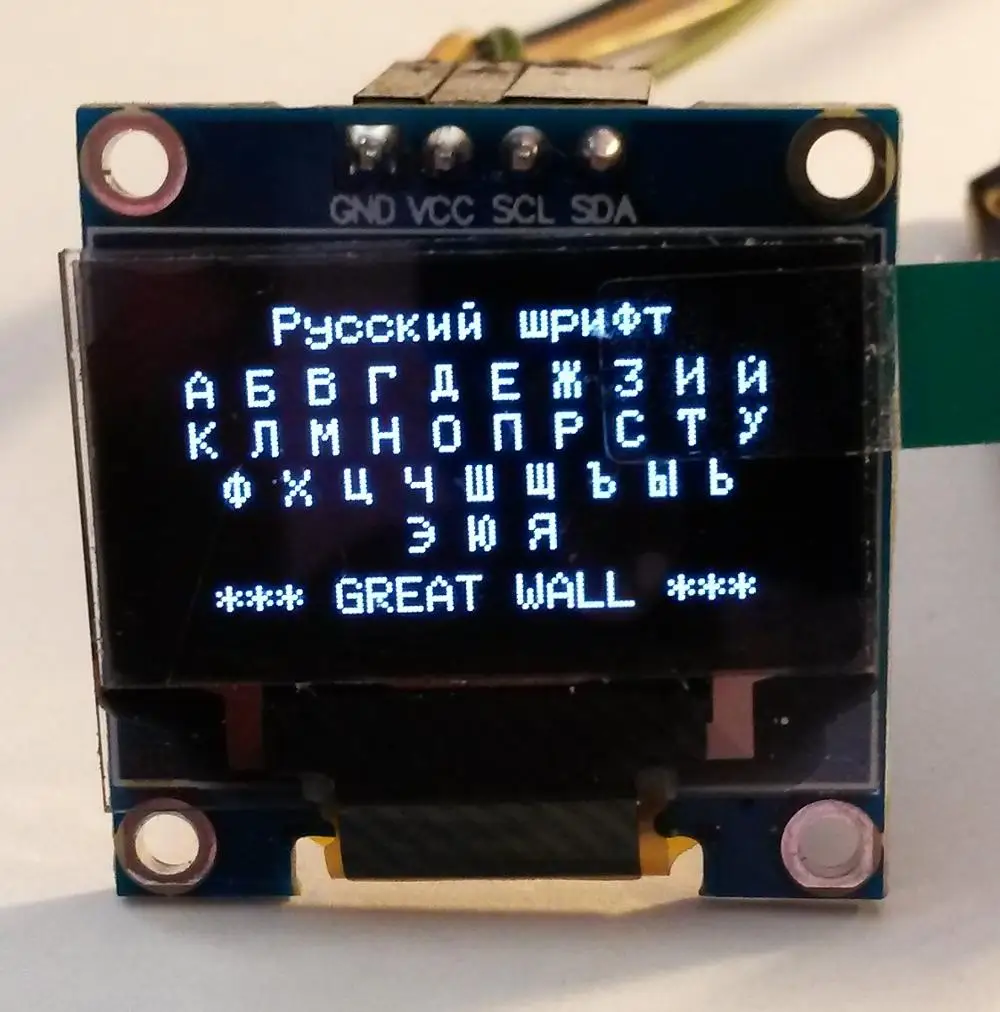 GND VCC SCL SDA
Русский шрифт
А Б В Г Д Е Ж З И Й
К Л М Н О П Р С Т У
Ф Х Ц Ч Ш Щ Ъ Ы Ь
Э Ю Я
*** GREAT WALL ***